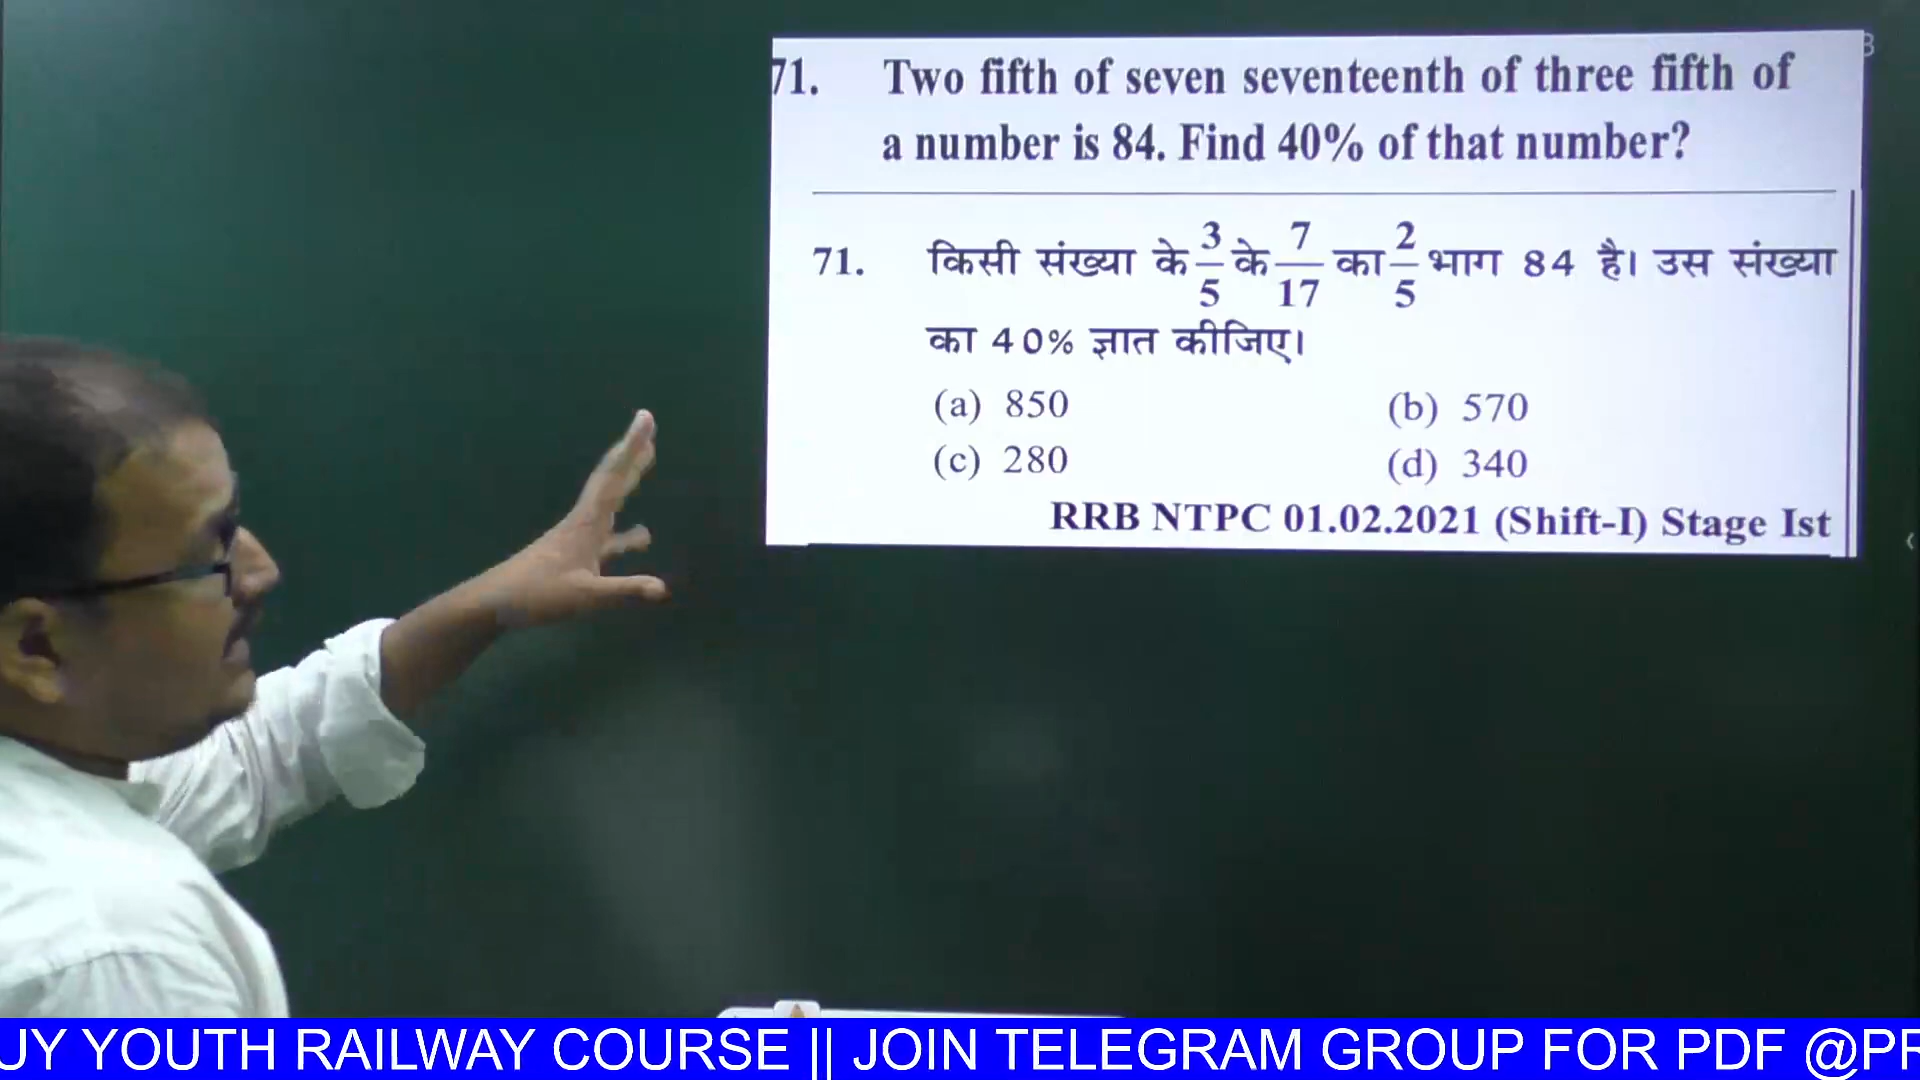 71. Two fifth of seven seventeenth of three fifth of
a number is 84. Find 40% of that number?
71. किसी संख्या के 3/5 के 7/17 का 2/5 भाग 84 है। उस संख्या
का 40% ज्ञात कीजिए।
(a) 850 (b) 570
(c) 280 (d) 340
RRB NTPC 01.02.2021 (Shift-I) Stage Ist
YOUTH RAILWAY COURSE || JOIN TELEGRAM GROUP FOR PDF